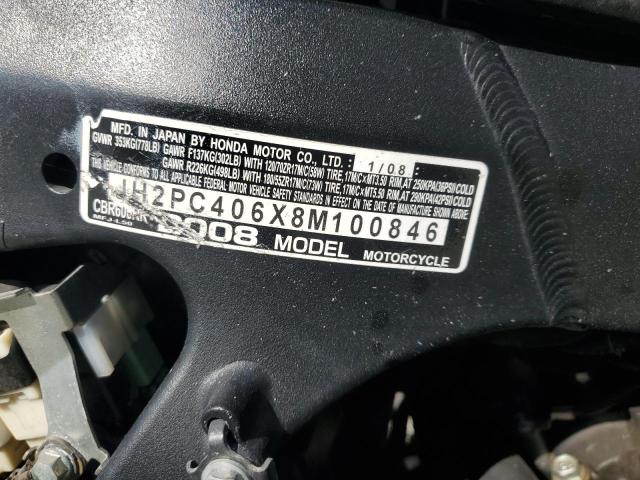 MFD. IN JAPAN BY HONDA MOTOR CO., LTD. 1/08
GVWR 353KG(778LB) GAWR F137KG(302LB) WITH 120/70ZR17M/C(58W) TIRE, 17M/C×MT3.50 RIM, AT 250KPA(36PSI)COLD
GAWR R226KG(498LB) WITH 180/55ZR17M/C(73W) TIRE, 17M/C×MT5.50 RIM, AT 290KPA(42PSI)COLD
THIS VEHICLE CONFORMS TO ALL APPLICABLE FEDERAL MOTOR VEHICLE SAFETY STANDARDS IN EFFECT ON THE DATE OF MANUFACTURE SHOWN ABOVE.
JH2PC406X8M100846
2008 MODEL MOTORCYCLE